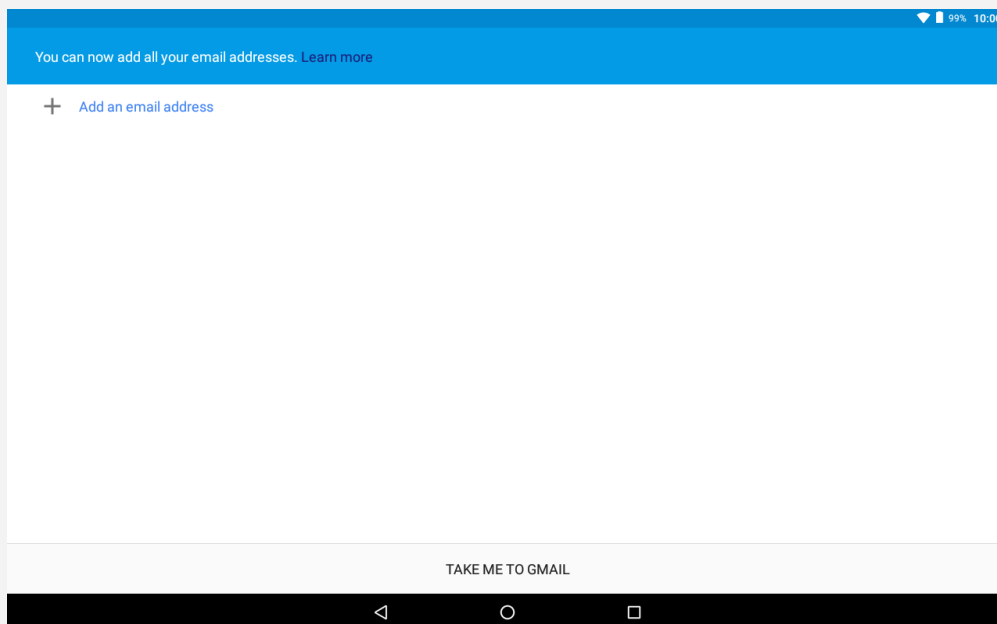 99% 10:00
You can now add all your email addresses. Learn more
Add an email address
TAKE ME TO GMAIL